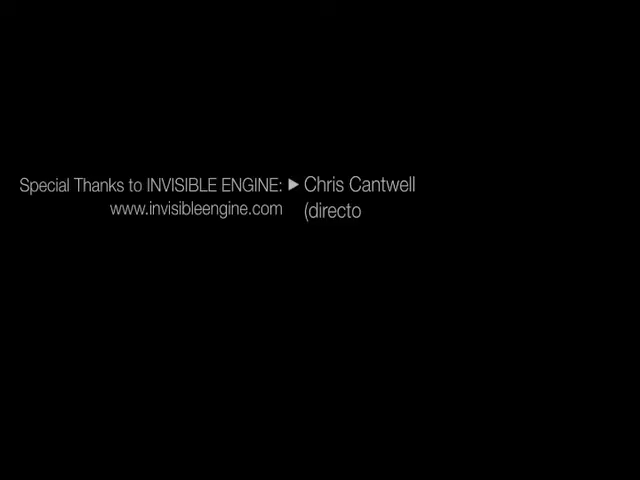 Special Thanks to INVISIBLE ENGINE: ▶ Chris Cantwell
www.invisibleengine.com (directo